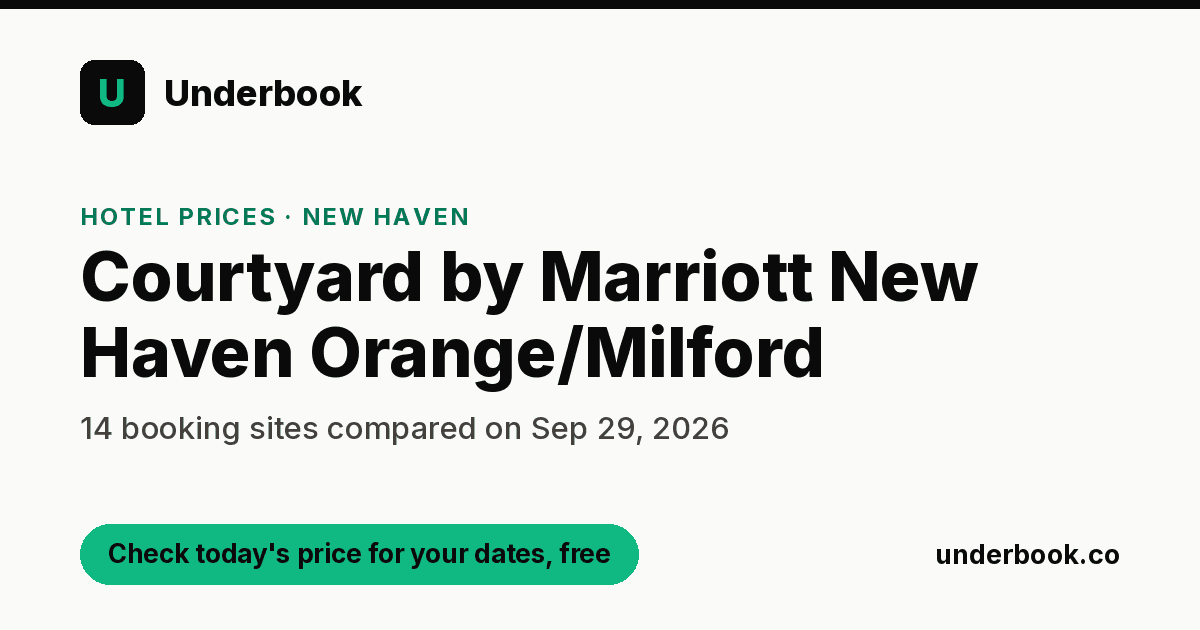 U Underbook
HOTEL PRICES · NEW HAVEN
Courtyard by Marriott New
Haven Orange/Milford
14 booking sites compared on Sep 29, 2026
Check today's price for your dates, free
underbook.co